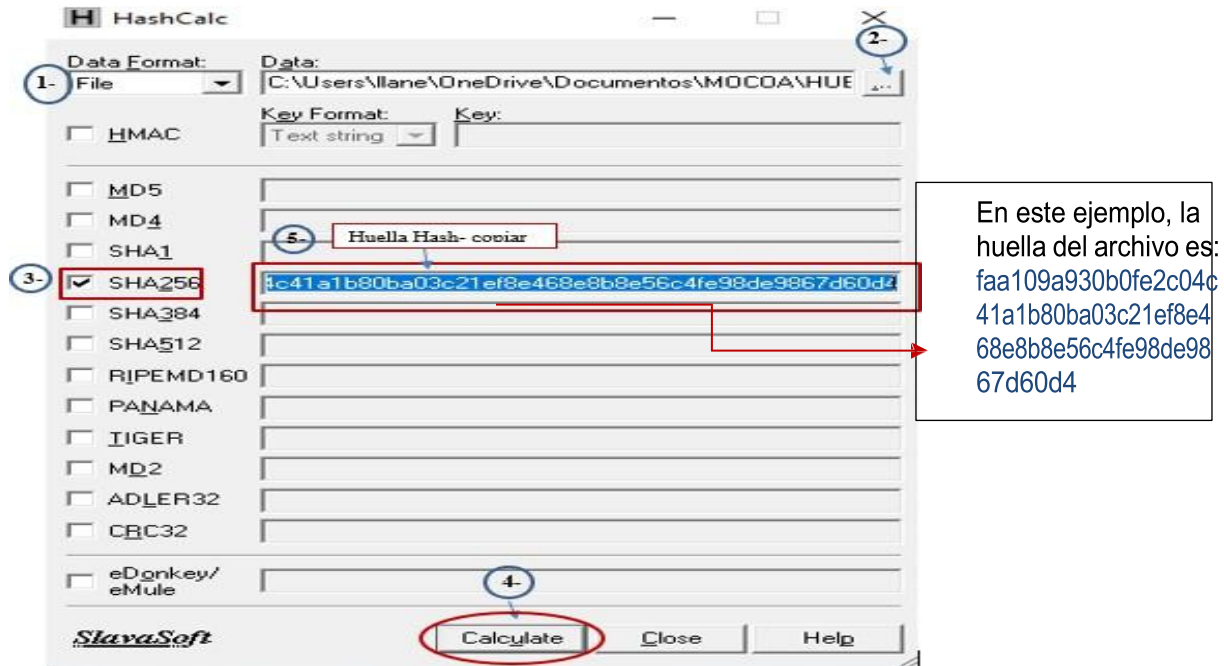 HashCalc
2-
Data Format:
Data:
1-
File
C:\Users\llane\OneDrive\Documentos\MOCOA\HUE
...
Key Format:
Key:
HMAC
Text string
MD5
MD4
5-
Huella Hash- copiar
SHA1
3-
SHA256
4c41a1b80ba03c21ef8e468e8b8e56c4fe98de9867d60d4
SHA384
SHA512
RIPEMD160
PANAMA
TIGER
MD2
ADLER32
CRC32
eDonkey/
eMule
4-
SlavaSoft
Calculate
Close
Help
En este ejemplo, la
huella del archivo es:
faa109a930b0fe2c04c
41a1b80ba03c21ef8e4
68e8b8e56c4fe98de98
67d60d4